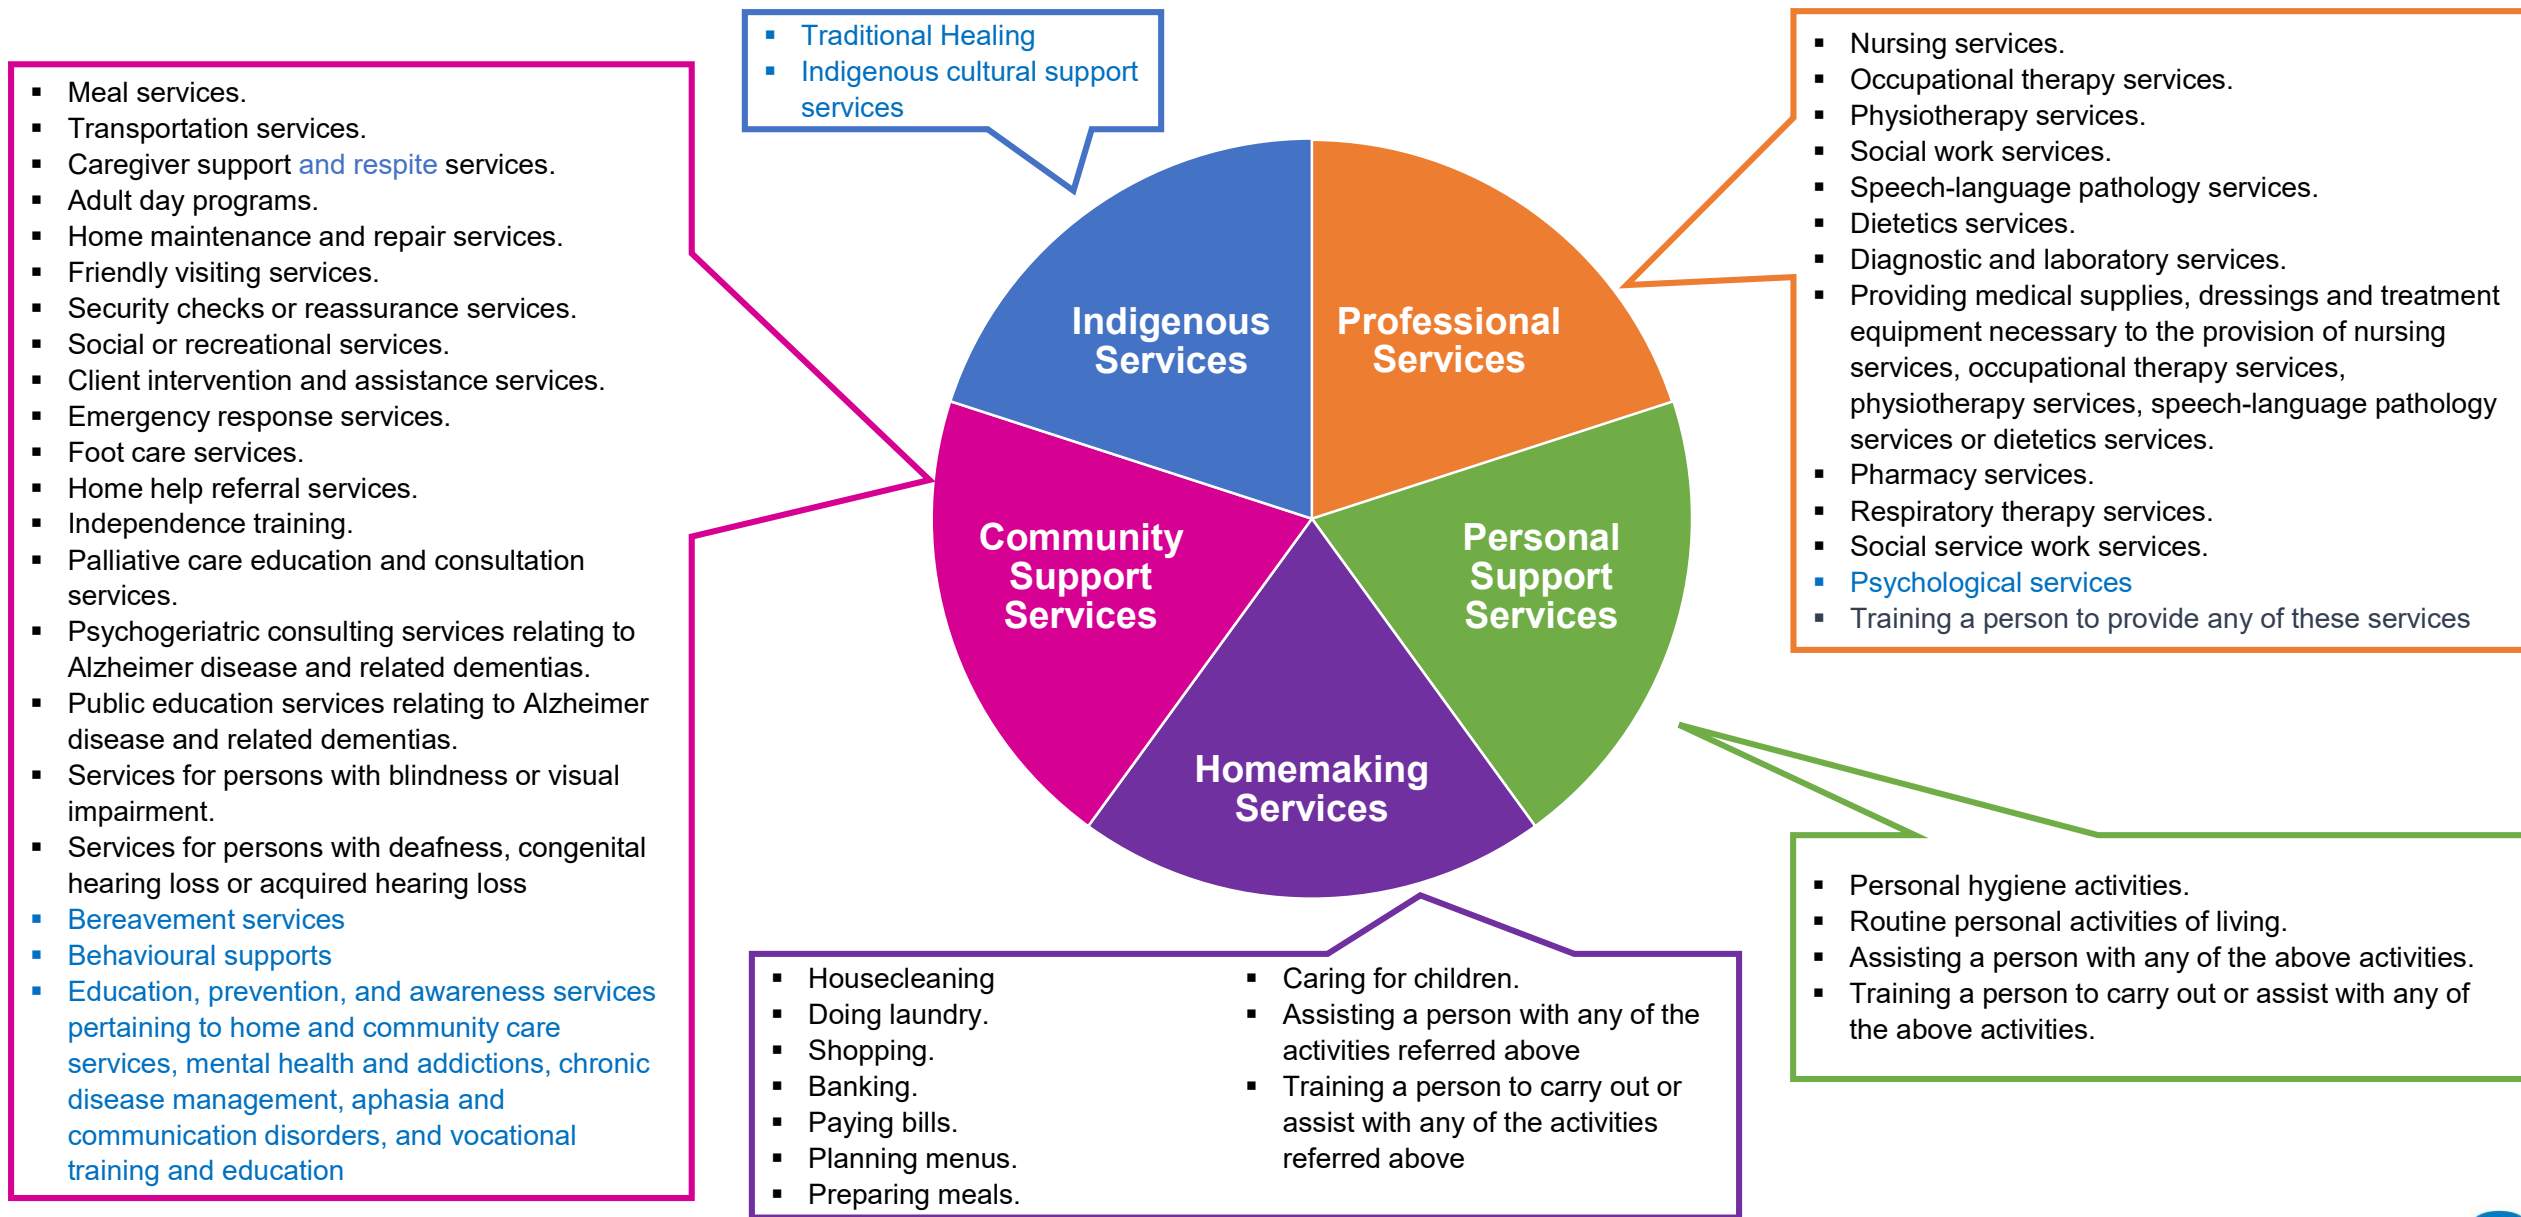 Traditional Healing
Indigenous cultural support
services
Meal services.
Transportation services.
Caregiver support and respite services.
Adult day programs.
Home maintenance and repair services.
Friendly visiting services.
Security checks or reassurance services.
Social or recreational services.
Client intervention and assistance services.
Emergency response services.
Foot care services.
Home help referral services.
Independence training.
Palliative care education and consultation
services.
Psychogeriatric consulting services relating to
Alzheimer disease and related dementias.
Public education services relating to Alzheimer
disease and related dementias.
Services for persons with blindness or visual
impairment.
Services for persons with deafness, congenital
hearing loss or acquired hearing loss
Bereavement services
Behavioural supports
Education, prevention, and awareness services
pertaining to home and community care
services, mental health and addictions, chronic
disease management, aphasia and
communication disorders, and vocational
training and education
Indigenous
Services
Professional
Services
Community
Support
Services
Personal
Support
Services
Homemaking
Services
Nursing services.
Occupational therapy services.
Physiotherapy services.
Social work services.
Speech-language pathology services.
Dietetics services.
Diagnostic and laboratory services.
Providing medical supplies, dressings and treatment
equipment necessary to the provision of nursing
services, occupational therapy services,
physiotherapy services, speech-language pathology
services or dietetics services.
Pharmacy services.
Respiratory therapy services.
Social service work services.
Psychological services
Training a person to provide any of these services
Personal hygiene activities.
Routine personal activities of living.
Assisting a person with any of the above activities.
Training a person to carry out or assist with any of
the above activities.
Housecleaning
Doing laundry.
Shopping.
Banking.
Paying bills.
Planning menus.
Preparing meals.
Caring for children.
Assisting a person with any of the
activities referred above
Training a person to carry out or
assist with any of the activities
referred above